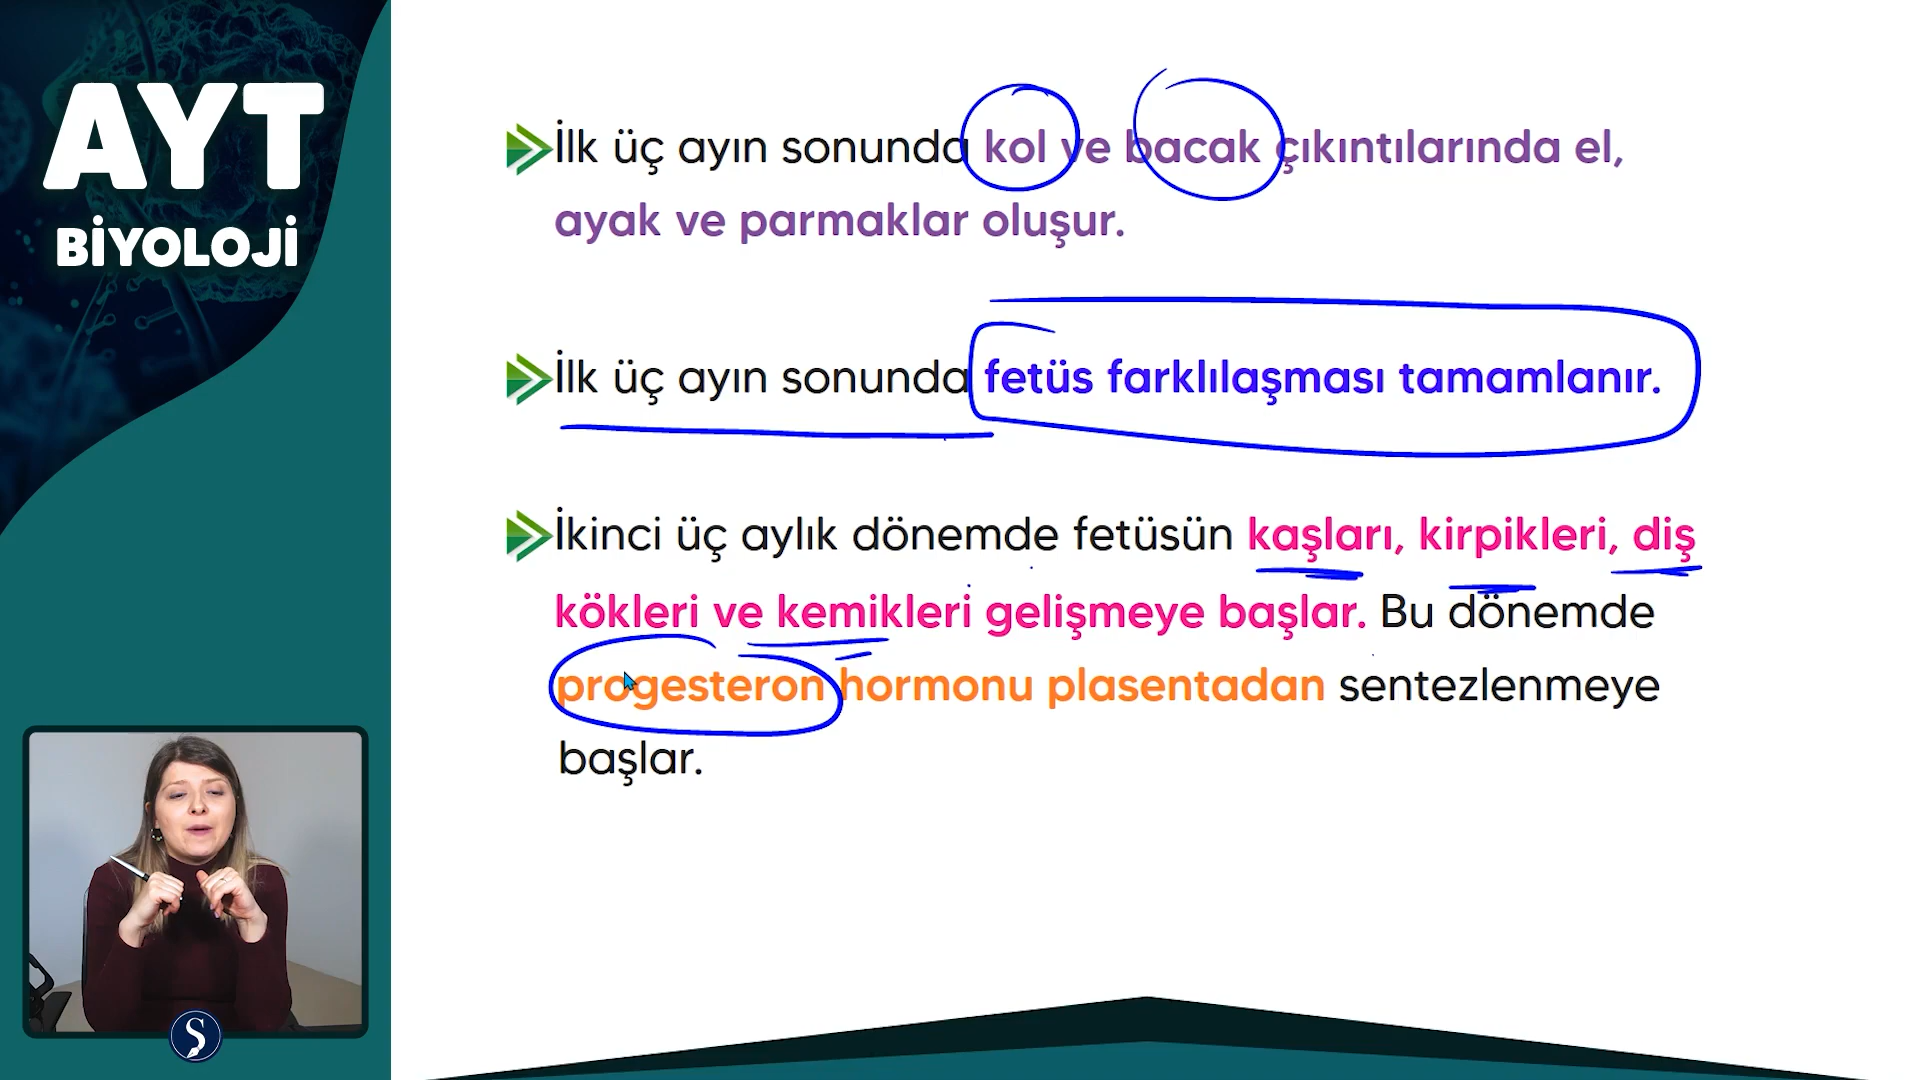 AYT
BİYOLOJİ
İlk üç ayın sonunda kol ve bacak çıkıntılarında el,
ayak ve parmaklar oluşur.
İlk üç ayın sonunda fetüs farklılaşması tamamlanır.
İkinci üç aylık dönemde fetüsün kaşları, kirpikleri, diş
kökleri ve kemikleri gelişmeye başlar. Bu dönemde
progesteron hormonu plasentadan sentezlenmeye
başlar.
Ş